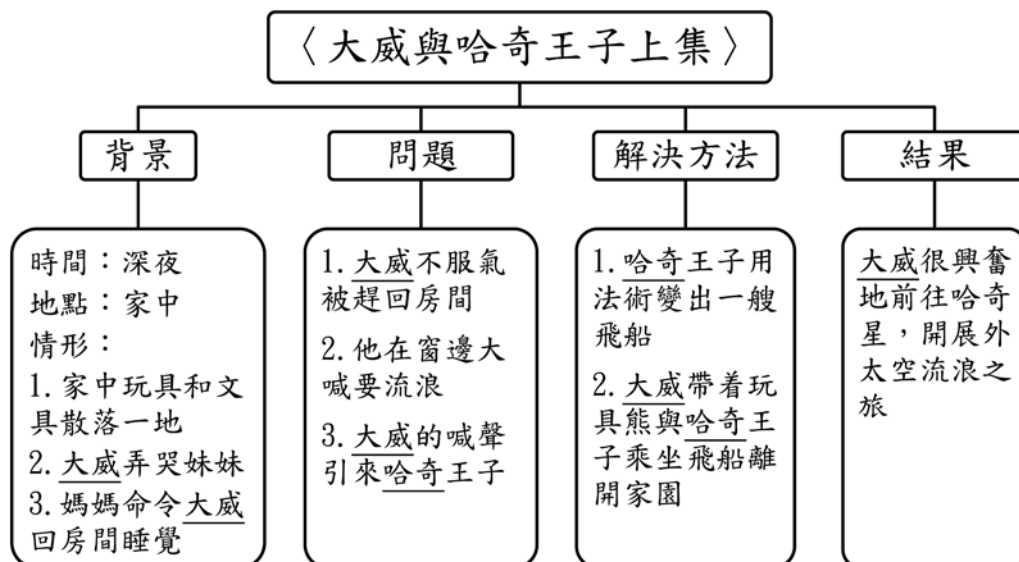 〈大威與哈奇王子上集〉
背景
問題
解決方法
結果
時間：深夜
地點：家中
情形：
1. 家中玩具和文
具散落一地
2. 大威弄哭妹妹
3. 媽媽命令大威
回房間睡覺
1. 大威不服氣
被趕回房間
2. 他在窗邊大
喊要流浪
3. 大威的喊聲
引來哈奇王子
1. 哈奇王子用
法術變出一艘
飛船
2. 大威帶着玩
具熊與哈奇王
子乘坐飛船離
開家園
大威很興奮
地前往哈奇
星，開展外
太空流浪之
旅